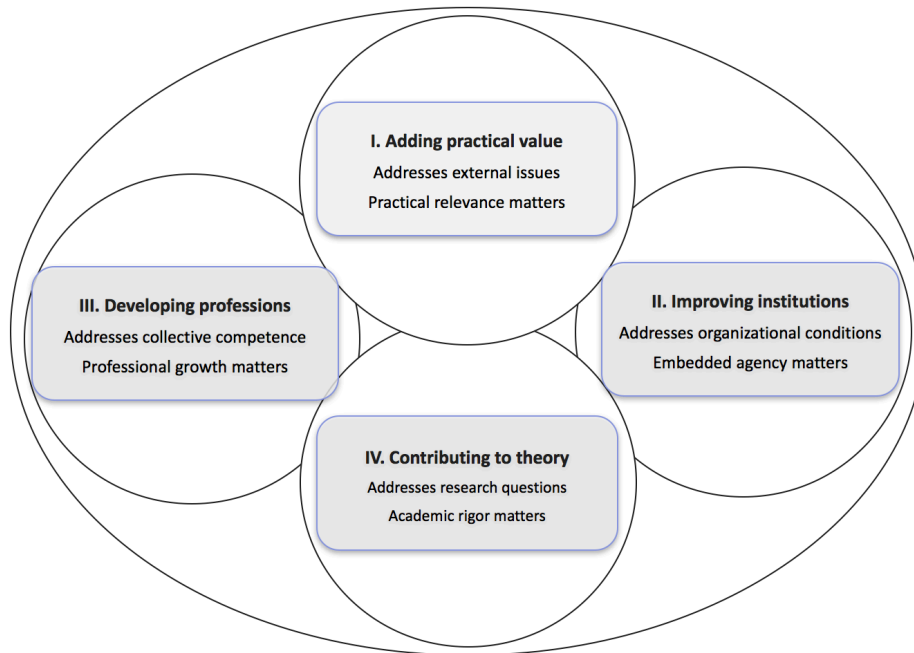 I. Adding practical value
Addresses external issues
Practical relevance matters
III. Developing professions
Addresses collective competence
Professional growth matters
II. Improving institutions
Addresses organizational conditions
Embedded agency matters
IV. Contributing to theory
Addresses research questions
Academic rigor matters